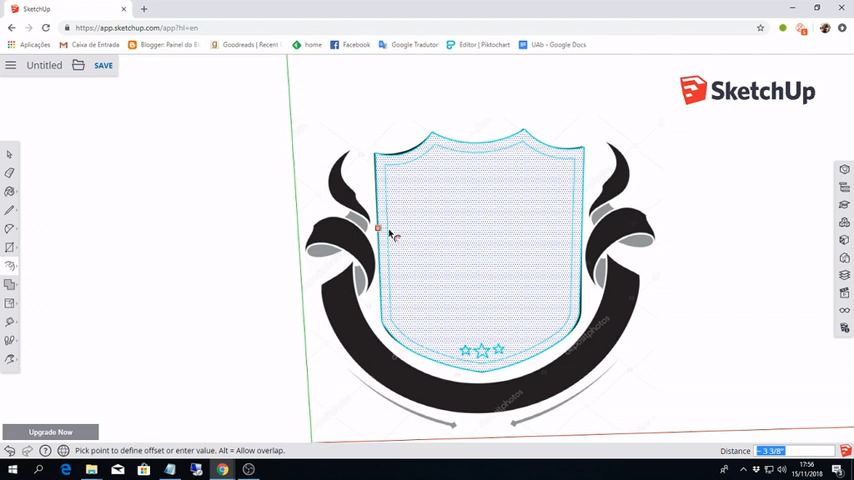 SketchUp
https://app.sketchup.com/app?hl=en
Aplicações
Caixa de Entrada
Blogger: Painel do B
Goodreads | Recent
home
Facebook
Google Tradutor
Editor | Piktochart
UAb - Google Docs
Untitled
SAVE
SketchUp
depositphotos
Upgrade Now
Pick point to define offset or enter value. Alt = Allow overlap.
Distance
~ 3 3/8"
17:56
15/11/2018